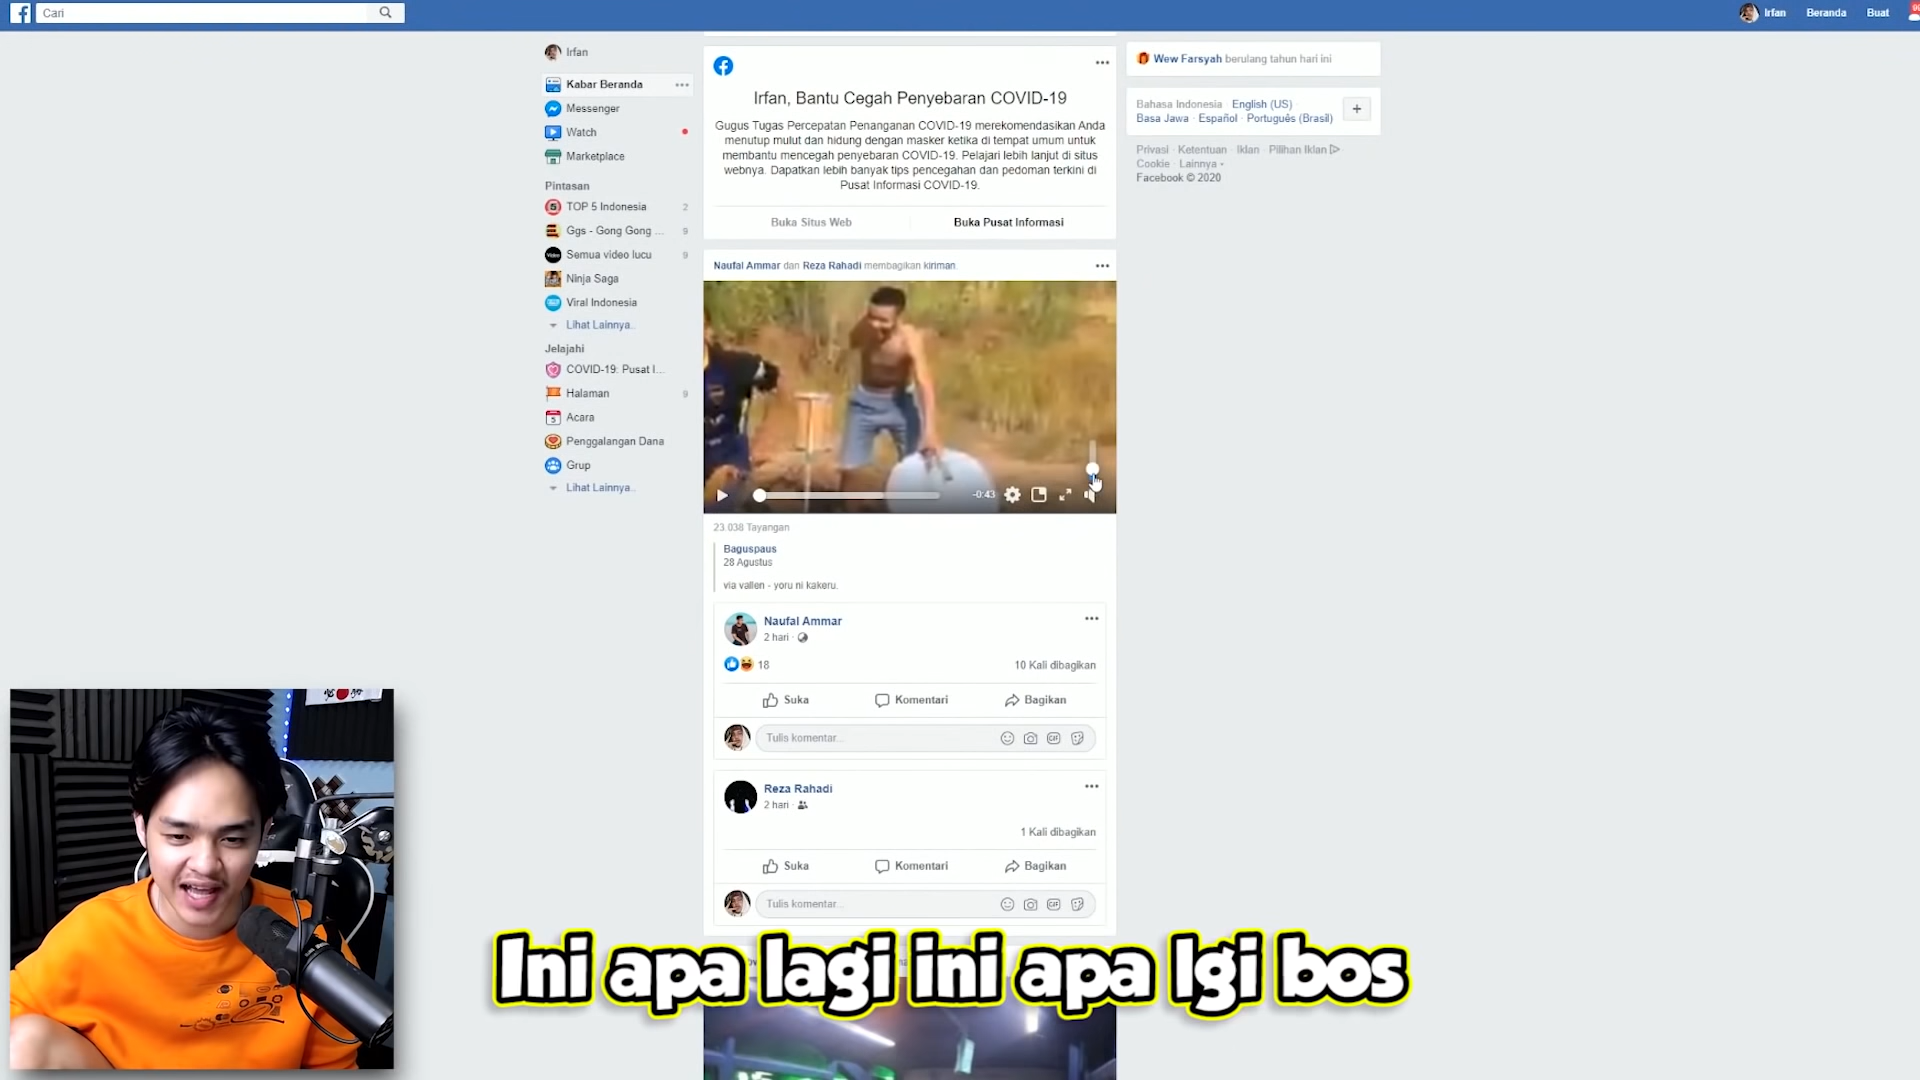 Cari
Irfan
Beranda
Buat
Irfan
Kabar Beranda
Messenger
Watch
Marketplace
Pintasan
TOP 5 Indonesia 2
Ggs - Gong Gong ... 9
Semua video lucu 9
Ninja Saga
Viral Indonesia
Lihat Lainnya..
Jelajahi
COVID-19: Pusat I...
Halaman 9
Acara
Penggalangan Dana
Grup
Lihat Lainnya..
Irfan, Bantu Cegah Penyebaran COVID-19
Gugus Tugas Percepatan Penanganan COVID-19 merekomendasikan Anda
menutup mulut dan hidung dengan masker ketika di tempat umum untuk
membantu mencegah penyebaran COVID-19. Pelajari lebih lanjut di situs
webnya. Dapatkan lebih banyak tips pencegahan dan pedoman terkini di
Pusat Informasi COVID-19.
Buka Situs Web Buka Pusat Informasi
Naufal Ammar dan Reza Rahadi membagikan kiriman.
-0:43
23.038 Tayangan
Baguspaus
28 Agustus
via vallen - yoru ni kakeru.
Naufal Ammar
2 hari ·
18 10 Kali dibagikan
Suka Komentari Bagikan
Tulis komentar...
Reza Rahadi
2 hari ·
1 Kali dibagikan
Suka Komentari Bagikan
Tulis komentar...
Wew Farsyah berulang tahun hari ini
Bahasa Indonesia · English (US) ·
Basa Jawa · Español · Português (Brasil)
Privasi · Ketentuan · Iklan · Pilihan Iklan ·
Cookie · Lainnya
Facebook © 2020
Ini apa lagi ini apa lgi bos